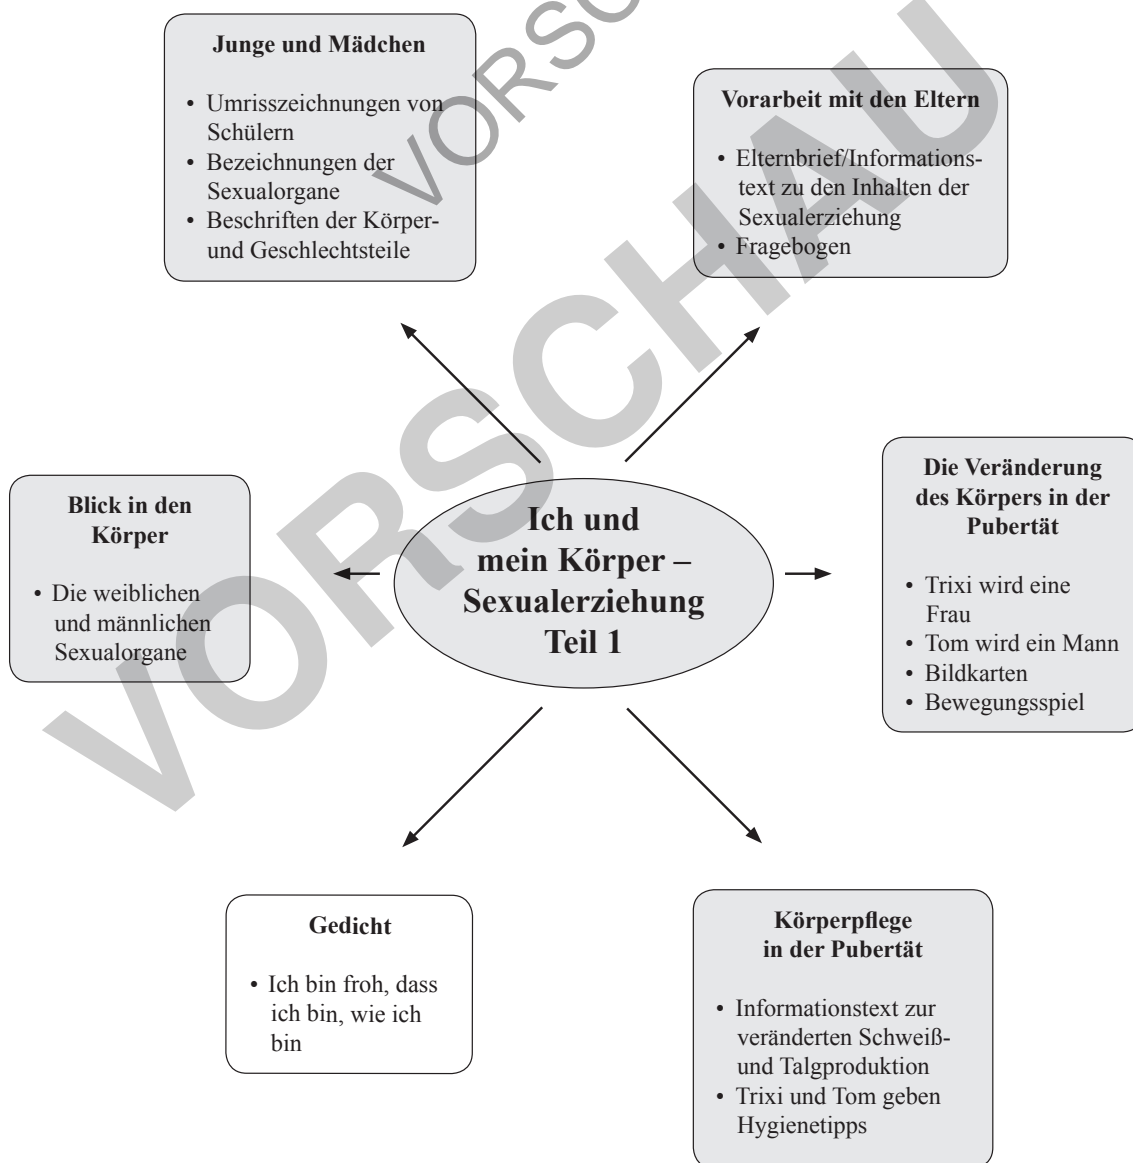 Junge und Mädchen
• Umrisszeichnungen von
Schülern
• Bezeichnungen der
Sexualorgane
• Beschriften der Körper-
und Geschlechtsteile
Vorarbeit mit den Eltern
• Elternbrief/Informations-
text zu den Inhalten der
Sexualerziehung
• Fragebogen
Blick in den
Körper
• Die weiblichen
und männlichen
Sexualorgane
Ich und
mein Körper –
Sexualerziehung
Teil 1
Die Veränderung
des Körpers in der
Pubertät
• Trixi wird eine
Frau
• Tom wird ein Mann
• Bildkarten
• Bewegungsspiel
Gedicht
• Ich bin froh, dass
ich bin, wie ich
bin
Körperpflege
in der Pubertät
• Informationstext zur
veränderten Schweiß-
und Talgproduktion
• Trixi und Tom geben
Hygienetipps
VORSCHAU
VORSC